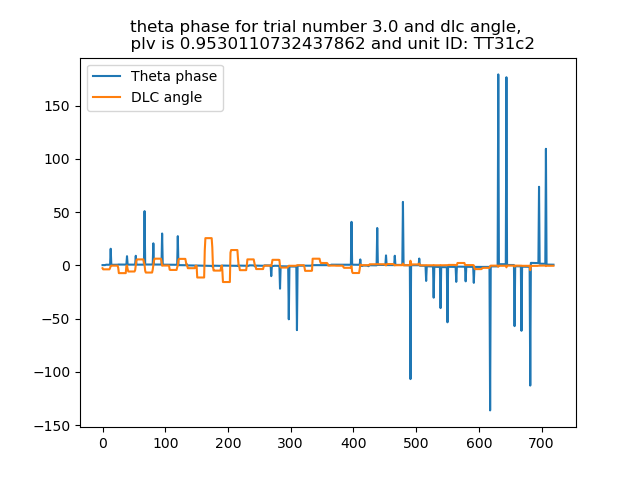 theta phase for trial number 3.0 and dlc angle,
plv is 0.9530110732437862 and unit ID: TT31c2
Theta phase
DLC angle
150
100
50
0
−50
−100
−150
0 100 200 300 400 500 600 700